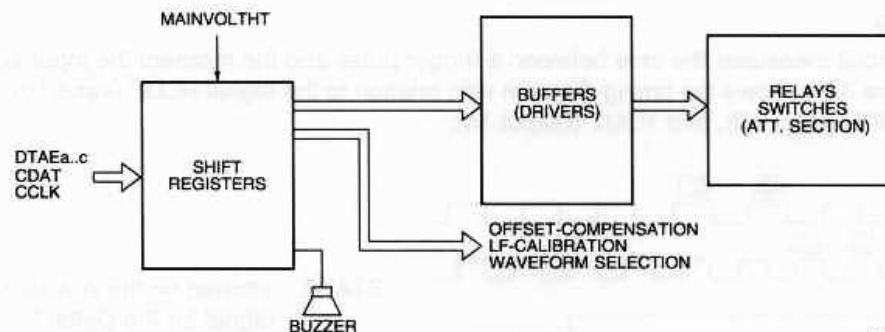 MAINVOLTHT
DTAEa..c
CDAT
CCLK
SHIFT
REGISTERS
BUFFERS
(DRIVERS)
RELAYS
SWITCHES
(ATT. SECTION)
OFFSET-COMPENSATION
LF-CALIBRATION
WAVEFORM SELECTION
BUZZER